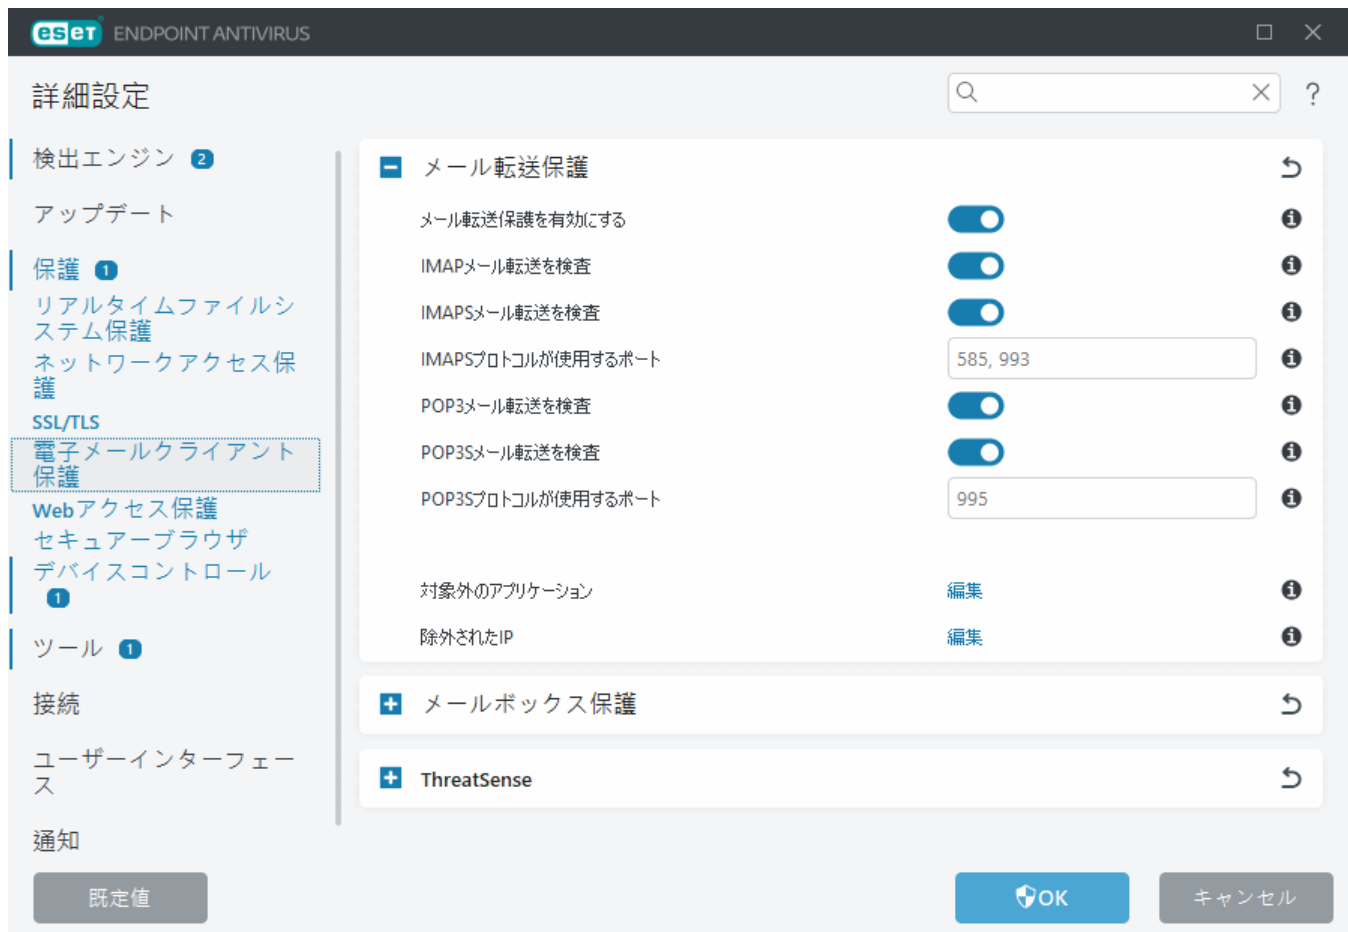 eset ENDPOINT ANTIVIRUS
詳細設定
?
検出エンジン 2
アップデート
保護 1
リアルタイムファイルシ
ステム保護
ネットワークアクセス保
護
SSL/TLS
電子メールクライアント
保護
Webアクセス保護
セキュアーブラウザ
デバイスコントロール
1
ツール 1
接続
ユーザーインターフェー
ス
通知
メール転送保護
メール転送保護を有効にする
IMAPメール転送を検査
IMAPSメール転送を検査
IMAPSプロトコルが使用するポート 585, 993
POP3メール転送を検査
POP3Sメール転送を検査
POP3Sプロトコルが使用するポート 995
対象外のアプリケーション 編集
除外されたIP 編集
メールボックス保護
ThreatSense
既定値
OK
キャンセル